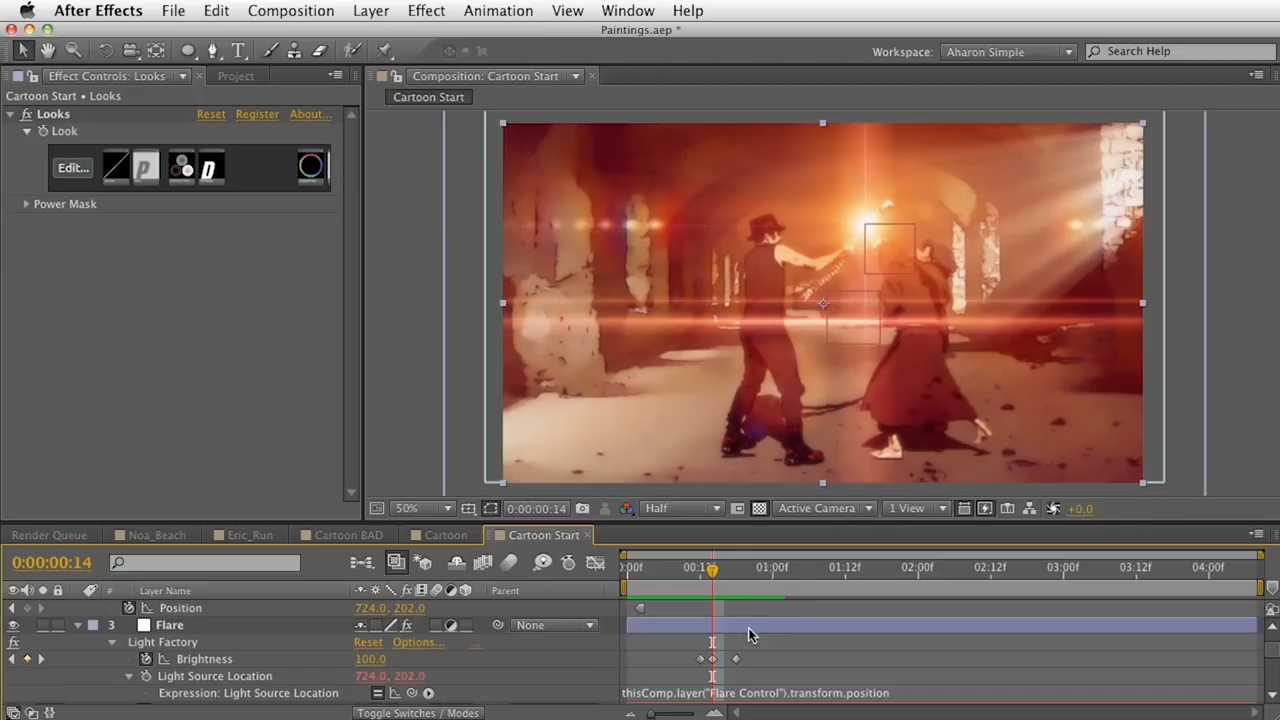 After Effects File Edit Composition Layer Effect Animation View Window Help
Paintings.aep *
Workspace: Aharon Simple Search Help
Effect Controls: Looks Project Composition: Cartoon Start
Cartoon Start • Looks Cartoon Start
fx Looks Reset Register About...
Look
Edit... p D
Power Mask
50% 0:00:00:14 Half Active Camera 1 View +0.0
Render Queue Noa_Beach Eric_Run Cartoon BAD Cartoon Cartoon Start
0:00:00:14 00:12 01:00f 01:12f 02:00f 02:12f 03:00f 03:12f 04:00f
# Layer Name Parent
Position 724.0, 202.0
3 Flare None
fx Light Factory Reset Options... ...
Brightness 100.0
Light Source Location 724.0, 202.0
Expression: Light Source Location thisComp.layer("Flare Control").transform.position
Toggle Switches / Modes